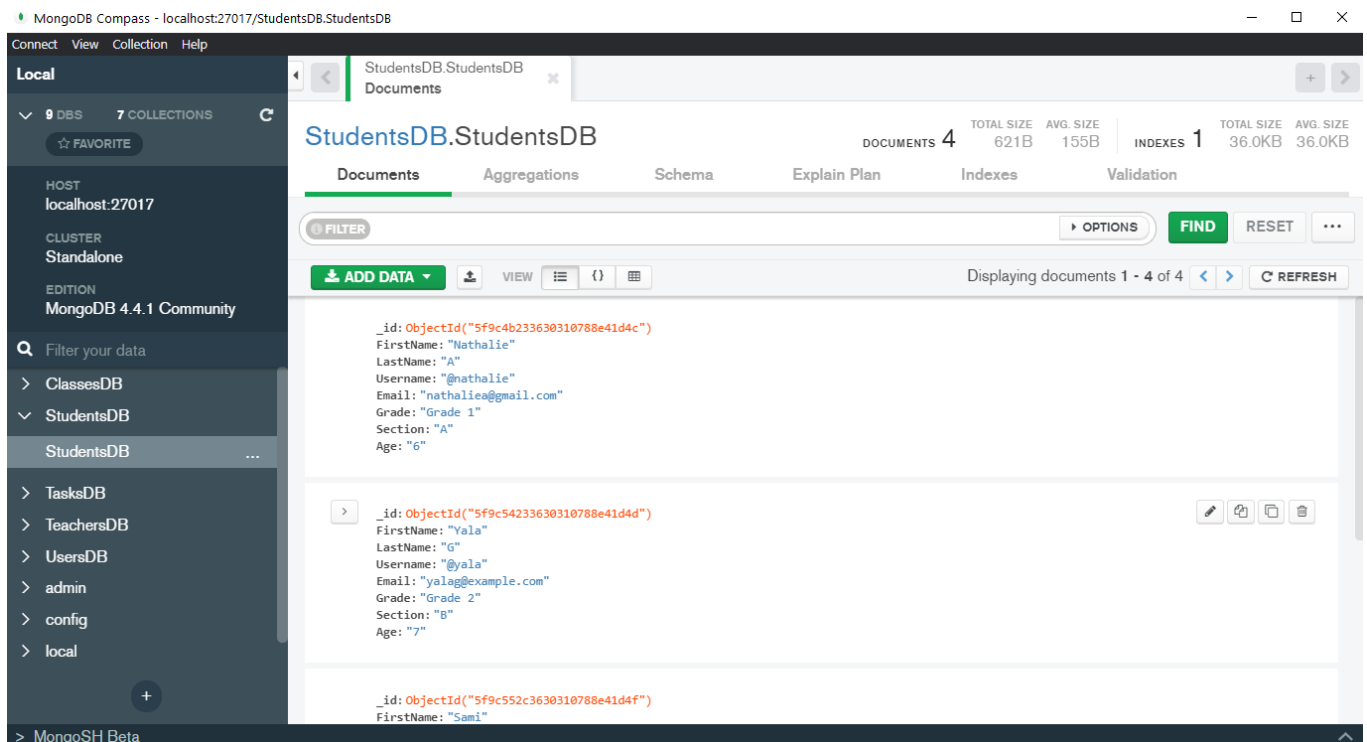 MongoDB Compass - localhost:27017/StudentsDB.StudentsDB
Connect View Collection Help
Local
9 DBS 7 COLLECTIONS
FAVORITE
HOST
localhost:27017
CLUSTER
Standalone
EDITION
MongoDB 4.4.1 Community
Filter your data
ClassesDB
StudentsDB
StudentsDB ...
TasksDB
TeachersDB
UsersDB
admin
config
local
+
> MongoSH Beta
StudentsDB.StudentsDB
Documents
StudentsDB.StudentsDB
DOCUMENTS 4
TOTAL SIZE 621B
AVG. SIZE 155B
INDEXES 1
TOTAL SIZE 36.0KB
AVG. SIZE 36.0KB
Documents Aggregations Schema Explain Plan Indexes Validation
FILTER
OPTIONS FIND RESET ...
ADD DATA VIEW {} Displaying documents 1 - 4 of 4 < > REFRESH
_id: ObjectId("5f9c4b233630310788e41d4c")
FirstName: "Nathalie"
LastName: "A"
Username: "@nathalie"
Email: "nathaliea@gmail.com"
Grade: "Grade 1"
Section: "A"
Age: "6"
_id: ObjectId("5f9c54233630310788e41d4d")
FirstName: "Yala"
LastName: "G"
Username: "@yala"
Email: "yalag@example.com"
Grade: "Grade 2"
Section: "B"
Age: "7"
_id: ObjectId("5f9c552c3630310788e41d4f")
FirstName: "Sami"